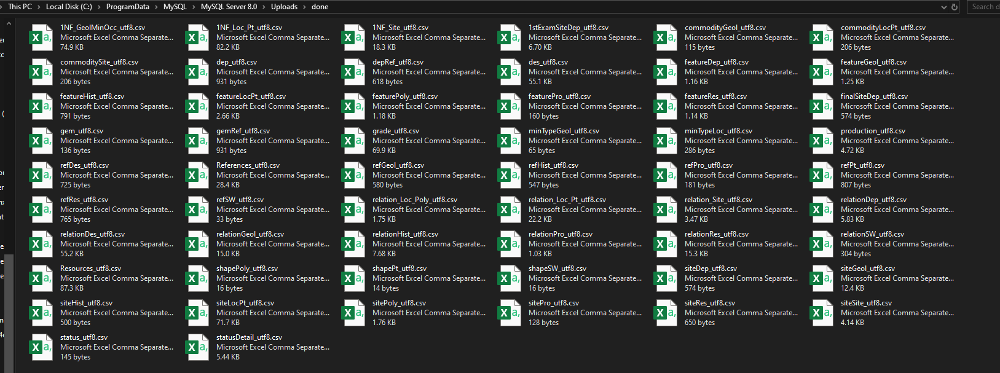 This PC > Local Disk (C:) > ProgramData > MySQL > MySQL Server 8.0 > Uploads > done
Search d
1NF_GeolMinOcc_utf8.csv
Microsoft Excel Comma Separate...
74.9 KB
1NF_Loc_Pt_utf8.csv
Microsoft Excel Comma Separate...
82.2 KB
1NF_Site_utf8.csv
Microsoft Excel Comma Separate...
18.3 KB
1stExamSiteDep_utf8.csv
Microsoft Excel Comma Separate...
6.70 KB
commodityGeol_utf8.csv
Microsoft Excel Comma Separate...
115 bytes
commodityLocPt_utf8.csv
Microsoft Excel Comma Separate...
206 bytes
commoditySite_utf8.csv
Microsoft Excel Comma Separate...
206 bytes
dep_utf8.csv
Microsoft Excel Comma Separate...
931 bytes
depRef_utf8.csv
Microsoft Excel Comma Separate...
618 bytes
des_utf8.csv
Microsoft Excel Comma Separate...
55.1 KB
featureDep_utf8.csv
Microsoft Excel Comma Separate...
1.16 KB
featureGeol_utf8.csv
Microsoft Excel Comma Separate...
1.25 KB
featureHist_utf8.csv
Microsoft Excel Comma Separate...
791 bytes
featureLocPt_utf8.csv
Microsoft Excel Comma Separate...
2.66 KB
featurePoly_utf8.csv
Microsoft Excel Comma Separate...
1.18 KB
featurePro_utf8.csv
Microsoft Excel Comma Separate...
160 bytes
featureRes_utf8.csv
Microsoft Excel Comma Separate...
1.14 KB
finalSiteDep_utf8.csv
Microsoft Excel Comma Separate...
574 bytes
gem_utf8.csv
Microsoft Excel Comma Separate...
136 bytes
gemRef_utf8.csv
Microsoft Excel Comma Separate...
931 bytes
grade_utf8.csv
Microsoft Excel Comma Separate...
69.9 KB
minTypeGeol_utf8.csv
Microsoft Excel Comma Separate...
65 bytes
minTypeLoc_utf8.csv
Microsoft Excel Comma Separate...
286 bytes
production_utf8.csv
Microsoft Excel Comma Separate...
4.72 KB
refDes_utf8.csv
Microsoft Excel Comma Separate...
725 bytes
References_utf8.csv
Microsoft Excel Comma Separate...
28.4 KB
refGeol_utf8.csv
Microsoft Excel Comma Separate...
580 bytes
refHist_utf8.csv
Microsoft Excel Comma Separate...
547 bytes
refPro_utf8.csv
Microsoft Excel Comma Separate...
181 bytes
refPt_utf8.csv
Microsoft Excel Comma Separate...
807 bytes
refRes_utf8.csv
Microsoft Excel Comma Separate...
765 bytes
refSW_utf8.csv
Microsoft Excel Comma Separate...
33 bytes
relation_Loc_Poly_utf8.csv
Microsoft Excel Comma Separate...
1.75 KB
relation_Loc_Pt_utf8.csv
Microsoft Excel Comma Separate...
22.2 KB
relation_Site_utf8.csv
Microsoft Excel Comma Separate...
3.47 KB
relationDep_utf8.csv
Microsoft Excel Comma Separate...
5.83 KB
relationDes_utf8.csv
Microsoft Excel Comma Separate...
55.2 KB
relationGeol_utf8.csv
Microsoft Excel Comma Separate...
15.0 KB
relationHist_utf8.csv
Microsoft Excel Comma Separate...
7.68 KB
relationPro_utf8.csv
Microsoft Excel Comma Separate...
1.03 KB
relationRes_utf8.csv
Microsoft Excel Comma Separate...
15.3 KB
relationSW_utf8.csv
Microsoft Excel Comma Separate...
304 bytes
Resources_utf8.csv
Microsoft Excel Comma Separate...
87.3 KB
shapePoly_utf8.csv
Microsoft Excel Comma Separate...
16 bytes
shapePt_utf8.csv
Microsoft Excel Comma Separate...
14 bytes
shapeSW_utf8.csv
Microsoft Excel Comma Separate...
16 bytes
siteDep_utf8.csv
Microsoft Excel Comma Separate...
574 bytes
siteGeol_utf8.csv
Microsoft Excel Comma Separate...
12.4 KB
siteHist_utf8.csv
Microsoft Excel Comma Separate...
500 bytes
siteLocPt_utf8.csv
Microsoft Excel Comma Separate...
71.7 KB
sitePoly_utf8.csv
Microsoft Excel Comma Separate...
1.76 KB
sitePro_utf8.csv
Microsoft Excel Comma Separate...
128 bytes
siteRes_utf8.csv
Microsoft Excel Comma Separate...
650 bytes
siteSite_utf8.csv
Microsoft Excel Comma Separate...
4.14 KB
status_utf8.csv
Microsoft Excel Comma Separate...
145 bytes
statusDetail_utf8.csv
Microsoft Excel Comma Separate...
5.44 KB